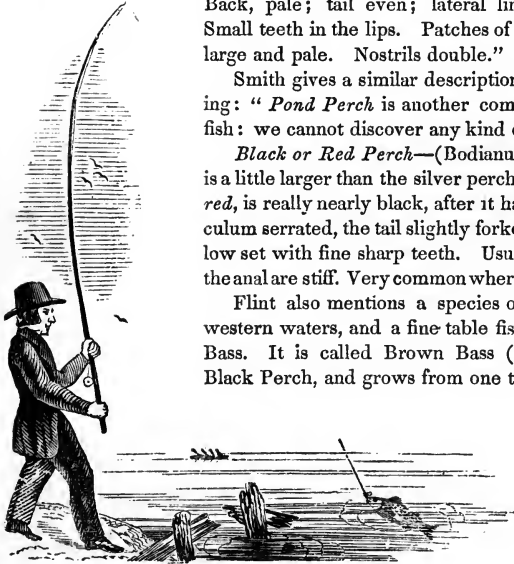 Back, pale; tail even; lateral lin
Small teeth in the lips. Patches of
large and pale. Nostrils double."
Smith gives a similar description
ing: " Pond Perch is another com
fish: we cannot discover any kind
Black or Red Perch—(Bodianu
is a little larger than the silver perch
red, is really nearly black, after it ha
culum serrated, the tail slightly forke
low set with fine sharp teeth. Usu
the anal are stiff. Very common wher
Flint also mentions a species o
western waters, and a fine table fis
Bass. It is called Brown Bass (
Black Perch, and grows from one t